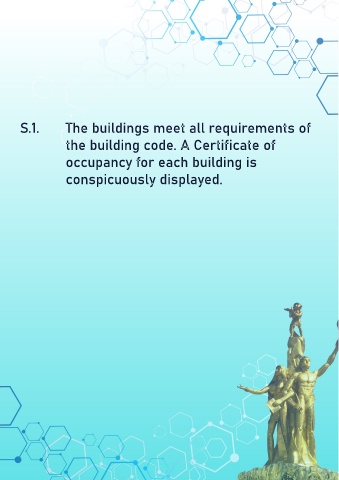 S.1. The buildings meet all requirements of
the building code. A Certificate of
occupancy for each building is
conspicuously displayed.